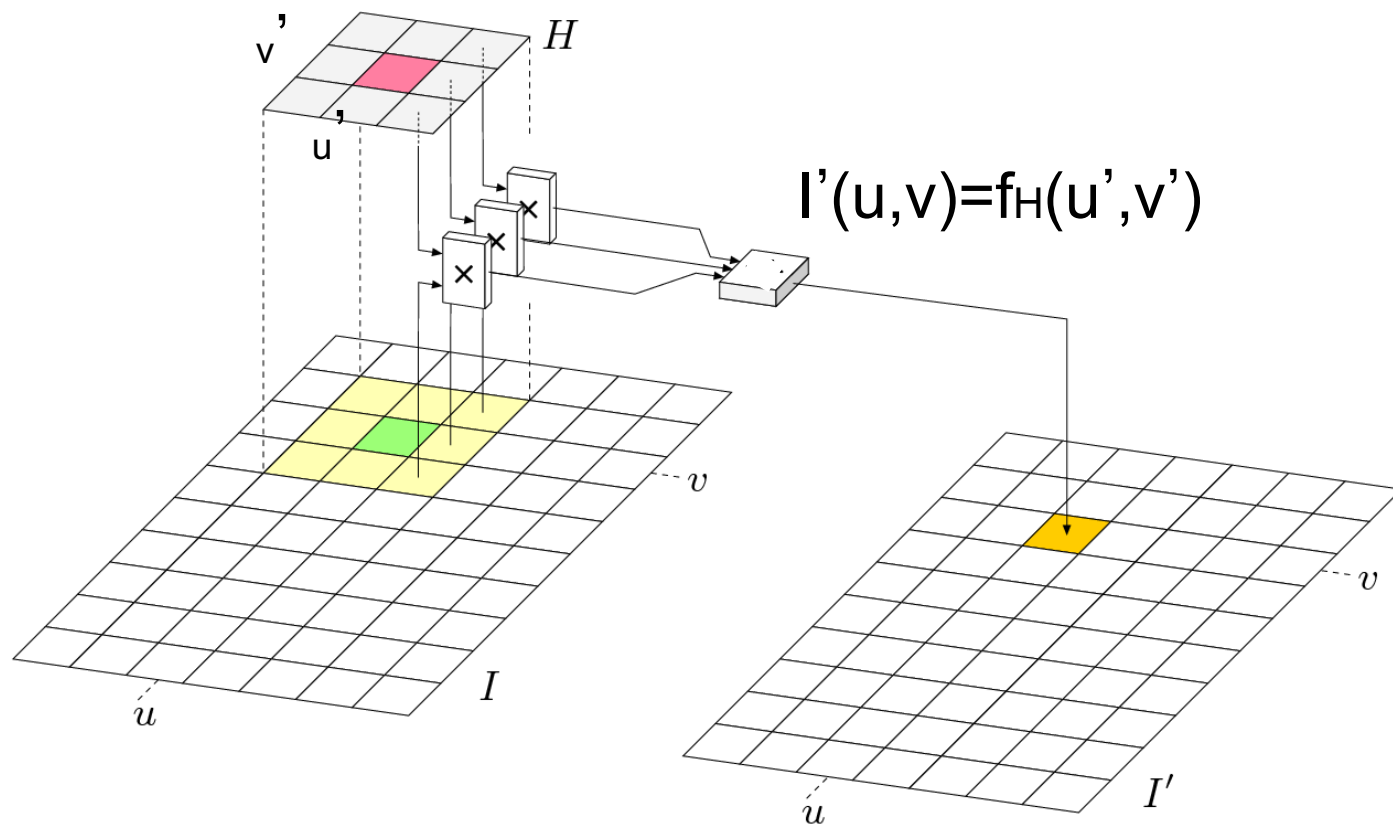 v’
H
u’
×
×
×
I’(u,v)=fH(u’,v’)
v
I
u
v
I′
u